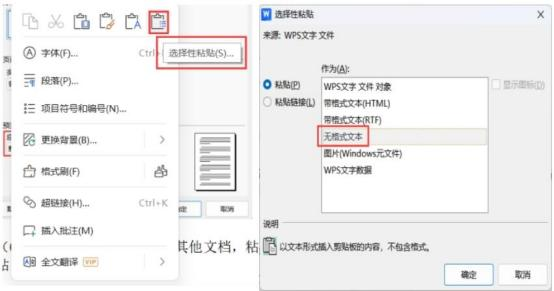 字体(F)...
Ctrl+
选择性粘贴(S)...
段落(P)...
项目符号和编号(N)...
更换背景(B)...
格式刷(F)
超链接(H)...
Ctrl+K
插入批注(M)
全文翻译 VIP
取消
其他文档，粘
选择性粘贴
来源: WPS文字 文件
作为(A):
粘贴(P)
粘贴链接(L)
WPS文字 文件 对象
带格式文本(HTML)
带格式文本(RTF)
无格式文本
图片(Windows元文件)
WPS文字数据
显示图标(D)
说明
以文本形式插入剪贴板的内容，不包含格式。
确定
取消